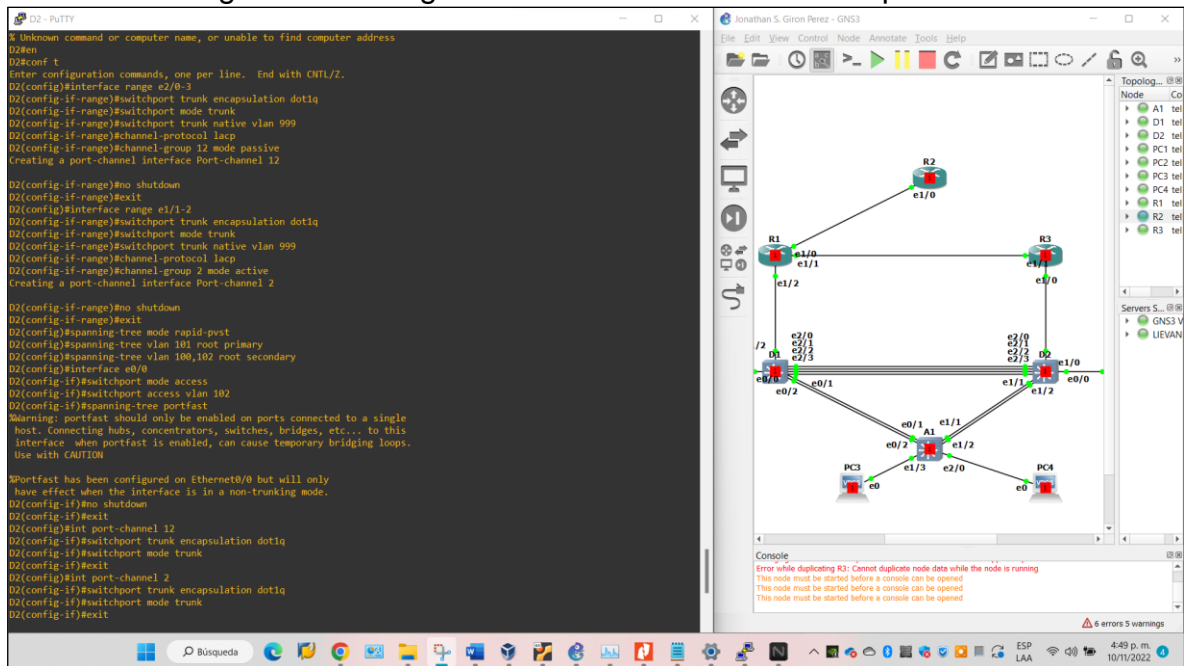 D2 - PuTTY
% Unknown command or computer name, or unable to find computer address
D2#en
D2#conf t
Enter configuration commands, one per line.  End with CNTL/Z.
D2(config)#interface range e2/0-3
D2(config-if-range)#switchport trunk encapsulation dot1q
D2(config-if-range)#switchport mode trunk
D2(config-if-range)#switchport trunk native vlan 999
D2(config-if-range)#channel-protocol lacp
D2(config-if-range)#channel-group 12 mode passive
Creating a port-channel interface Port-channel 12
D2(config-if-range)#no shutdown
D2(config-if-range)#exit
D2(config)#interface range e1/1-2
D2(config-if-range)#switchport trunk encapsulation dot1q
D2(config-if-range)#switchport mode trunk
D2(config-if-range)#switchport trunk native vlan 999
D2(config-if-range)#channel-protocol lacp
D2(config-if-range)#channel-group 2 mode active
Creating a port-channel interface Port-channel 2
D2(config-if-range)#no shutdown
D2(config-if-range)#exit
D2(config)#spanning-tree mode rapid-pvst
D2(config)#spanning-tree vlan 101 root primary
D2(config)#spanning-tree vlan 100,102 root secondary
D2(config)#interface e0/0
D2(config-if)#switchport mode access
D2(config-if)#switchport access vlan 102
D2(config-if)#spanning-tree portfast
%Warning: portfast should only be enabled on ports connected to a single
host. Connecting hubs, concentrators, switches, bridges, etc... to this
interface  when portfast is enabled, can cause temporary bridging loops.
Use with CAUTION
%Portfast has been configured on Ethernet0/0 but will only
have effect when the interface is in a non-trunking mode.
D2(config-if)#no shutdown
D2(config-if)#exit
D2(config)#int port-channel 12
D2(config-if)#switchport trunk encapsulation dot1q
D2(config-if)#switchport mode trunk
D2(config-if)#exit
D2(config)#int port-channel 2
D2(config-if)#switchport trunk encapsulation dot1q
D2(config-if)#switchport mode trunk
D2(config-if)#exit
Jonathan S. Giron Perez - GNS3
File Edit View Control Node Annotate Tools Help
R2
e1/0
R1
e1/0
e1/1
e1/2
R3
e1/1
e1/0
/2
D1
e2/0
e2/1
e2/2
e2/3
e0/0
e0/1
e0/2
e2/0
e2/1
e2/2
e2/3
D2
e1/0
e0/0
e1/1
e1/2
e0/1
e1/1
A1
e0/2
e1/2
e1/3
e2/0
PC3
e0
PC4
e0
Topolog...
Node Co
A1 tel
D1 tel
D2 tel
PC1 tel
PC2 tel
PC3 tel
PC4 tel
R1 tel
R2 tel
R3 tel
Servers S...
GNS3 V
LIEVAN
Console
Error while duplicating R3: Cannot duplicate node data while the node is running
This node must be started before a console can be opened
This node must be started before a console can be opened
This node must be started before a console can be opened
6 errors 5 warnings
Búsqueda
ESP
LAA
4:49 p. m.
10/11/2022